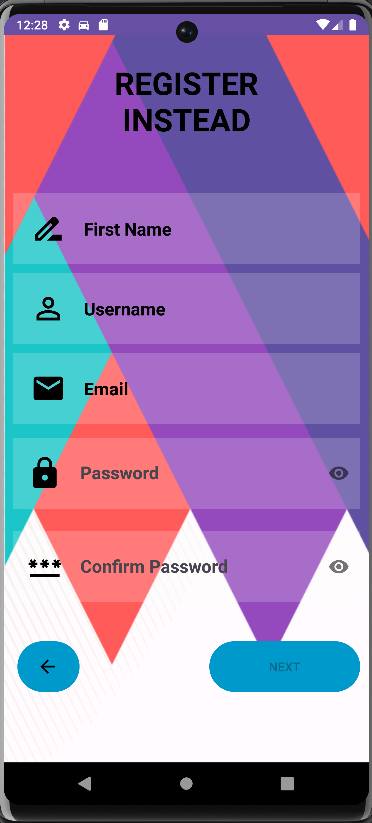 12:28
REGISTER
INSTEAD
First Name
Username
Email
Password
***
Confirm Password
NEXT